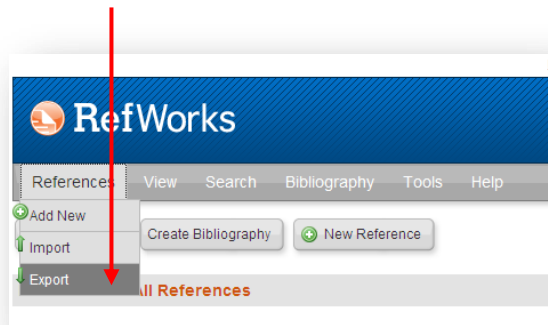 RefWorks
References View Search Bibliography Tools Help
Add New
Import
Export
Create Bibliography New Reference
All References